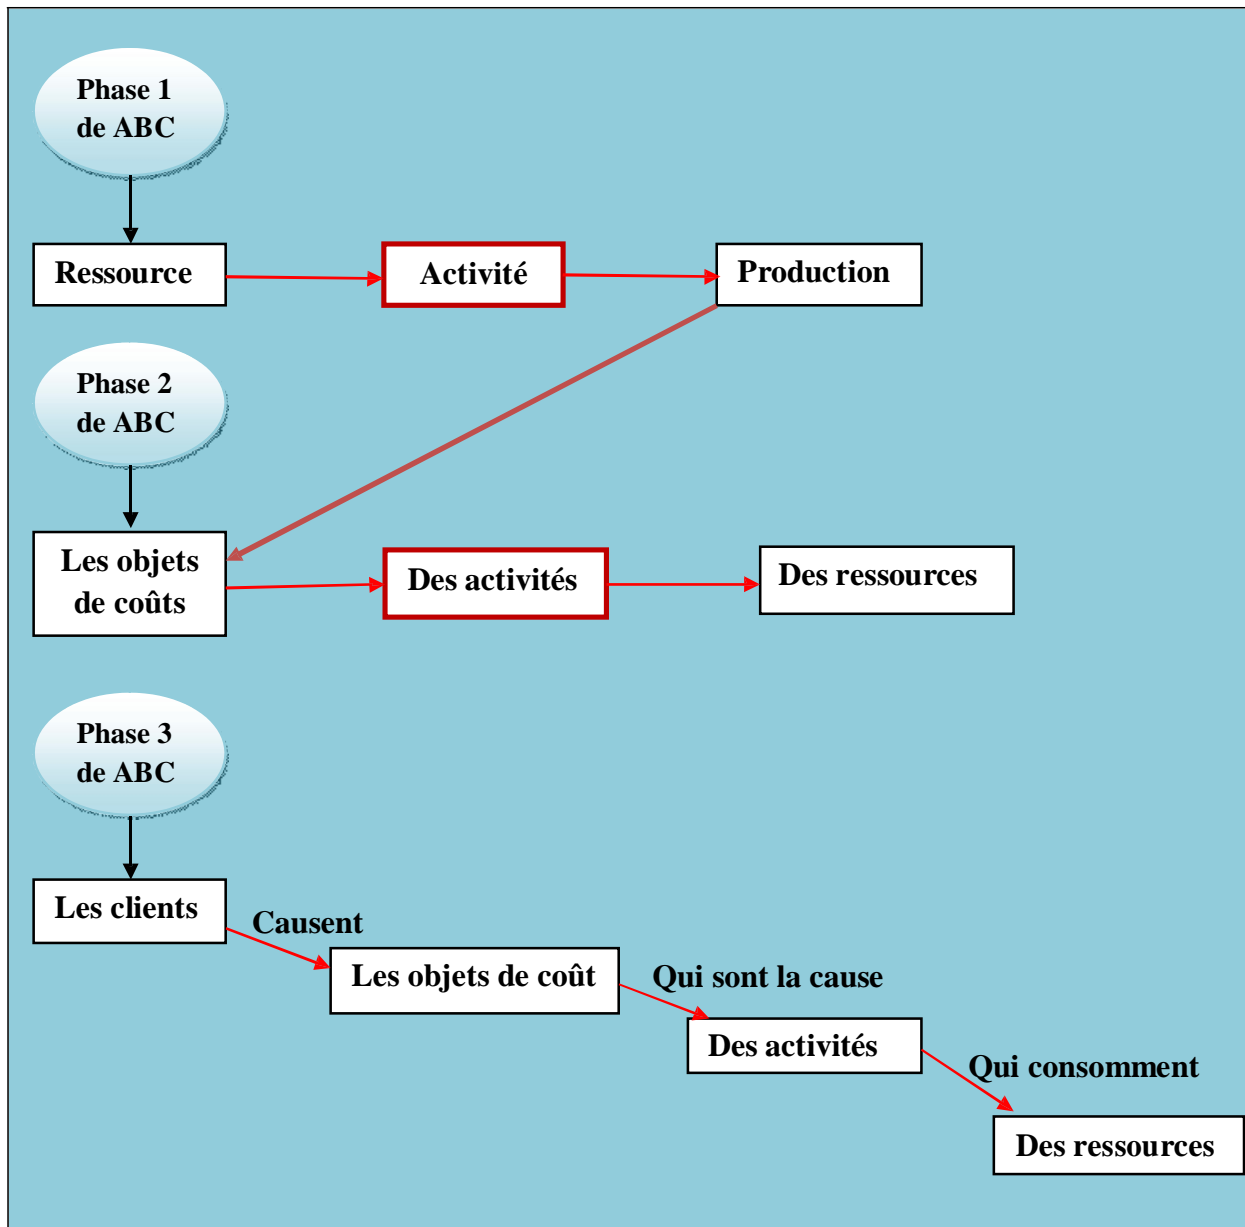 Phase 1
de ABC
Ressource
Activité
Production
Phase 2
de ABC
Les objets
de coûts
Des activités
Des ressources
Phase 3
de ABC
Les clients
Causent
Les objets de coût
Qui sont la cause
Des activités
Qui consomment
Des ressources